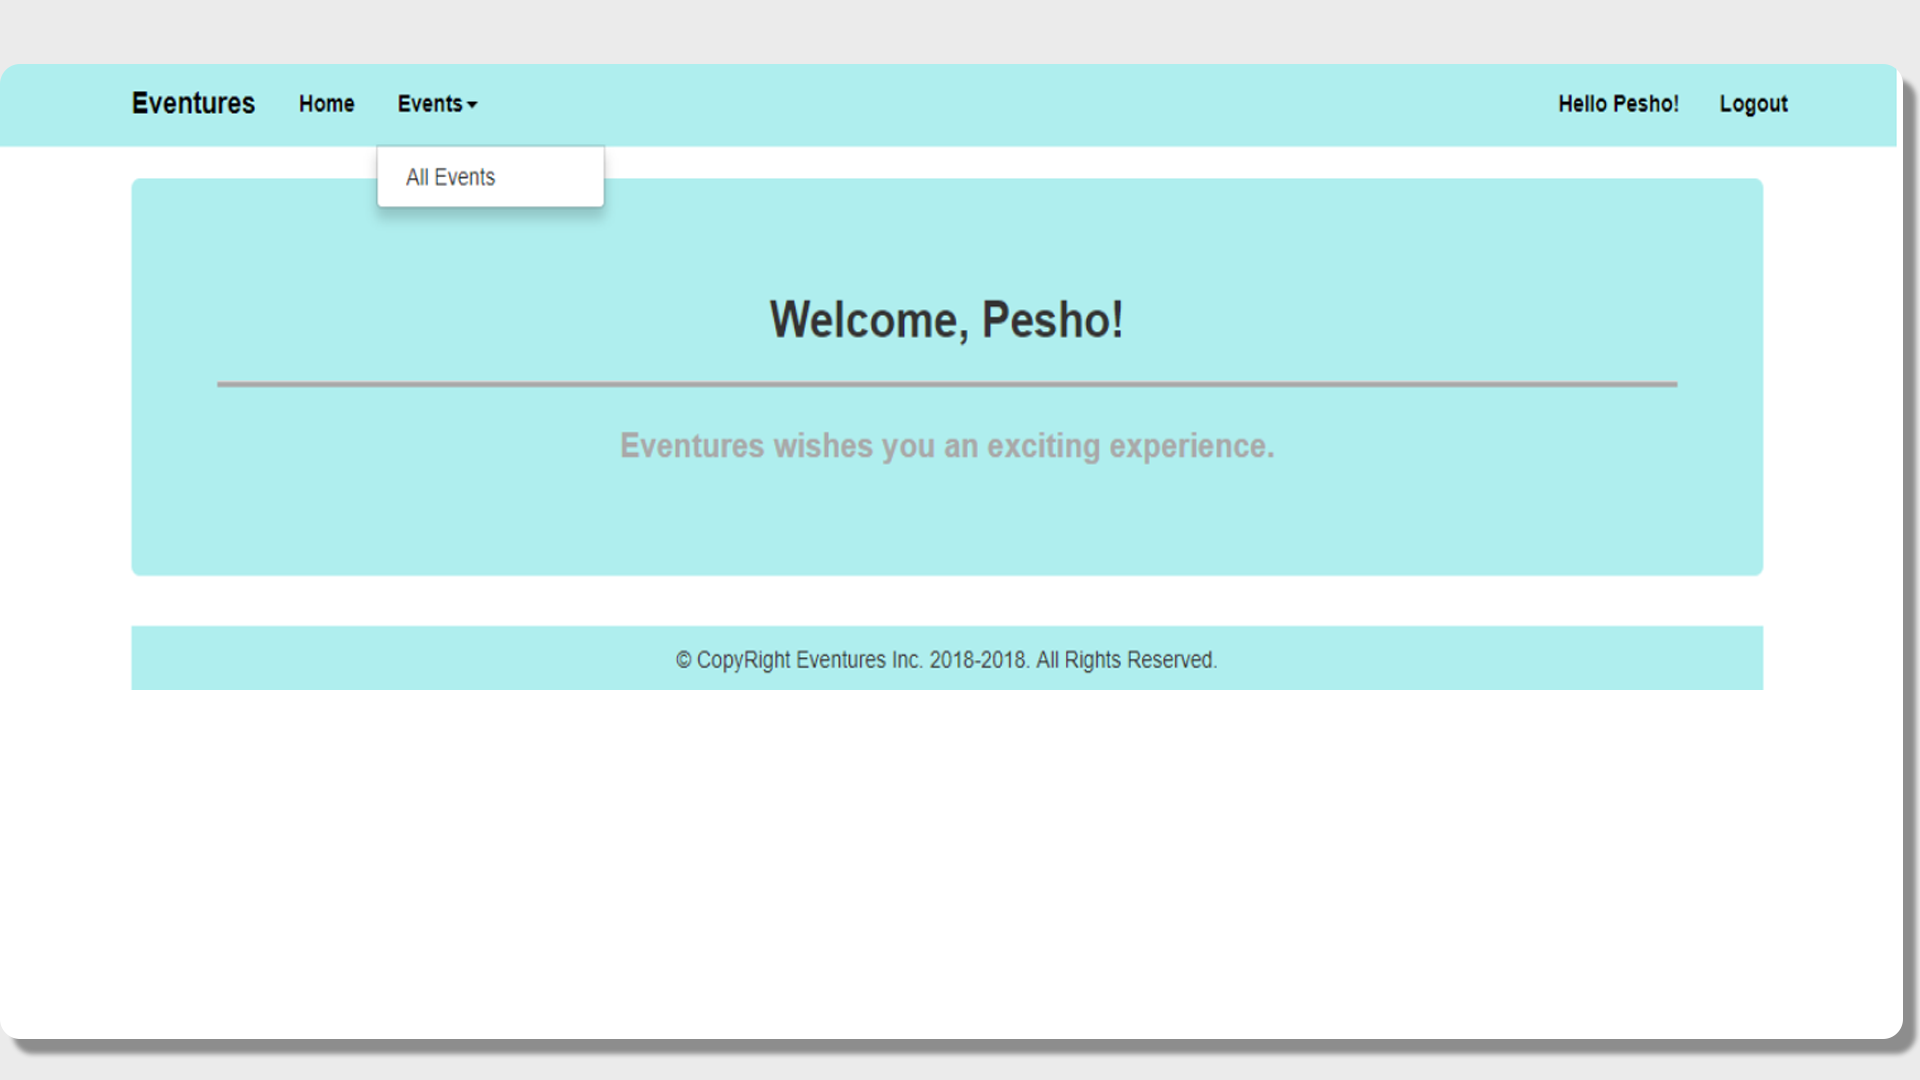 Eventures Home Events Hello Pesho! Logout
All Events
Welcome, Pesho!
Eventures wishes you an exciting experience.
© CopyRight Eventures Inc. 2018-2018. All Rights Reserved.